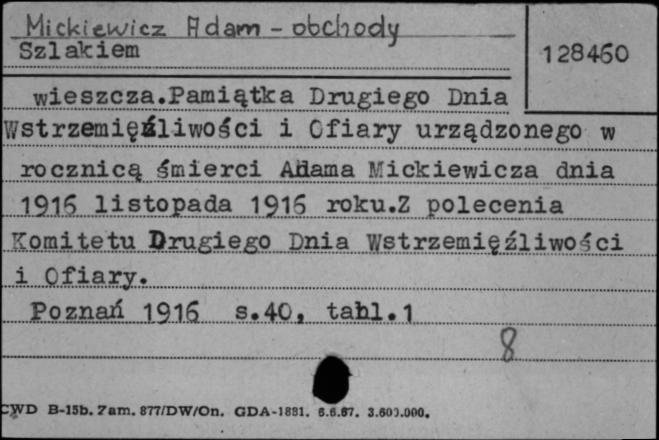 Mickiewicz Adam - obchody
Szlakiem
128460
wieszcza.Pamiątka Drugiego Dnia
Wstrzemięźliwości i Ofiary urządzonego w
rocznicą śmierci Adama Mickiewicza dnia
1916 listopada 1916 roku.Z polecenia
Komitetu Drugiego Dnia Wstrzemięźliwości
i Ofiary.
Poznań 1916 s.40, tabl.1
8
CWD B-15b. Zam. 877/DW/On. GDA-1881. 6.6.67. 3.600.000.